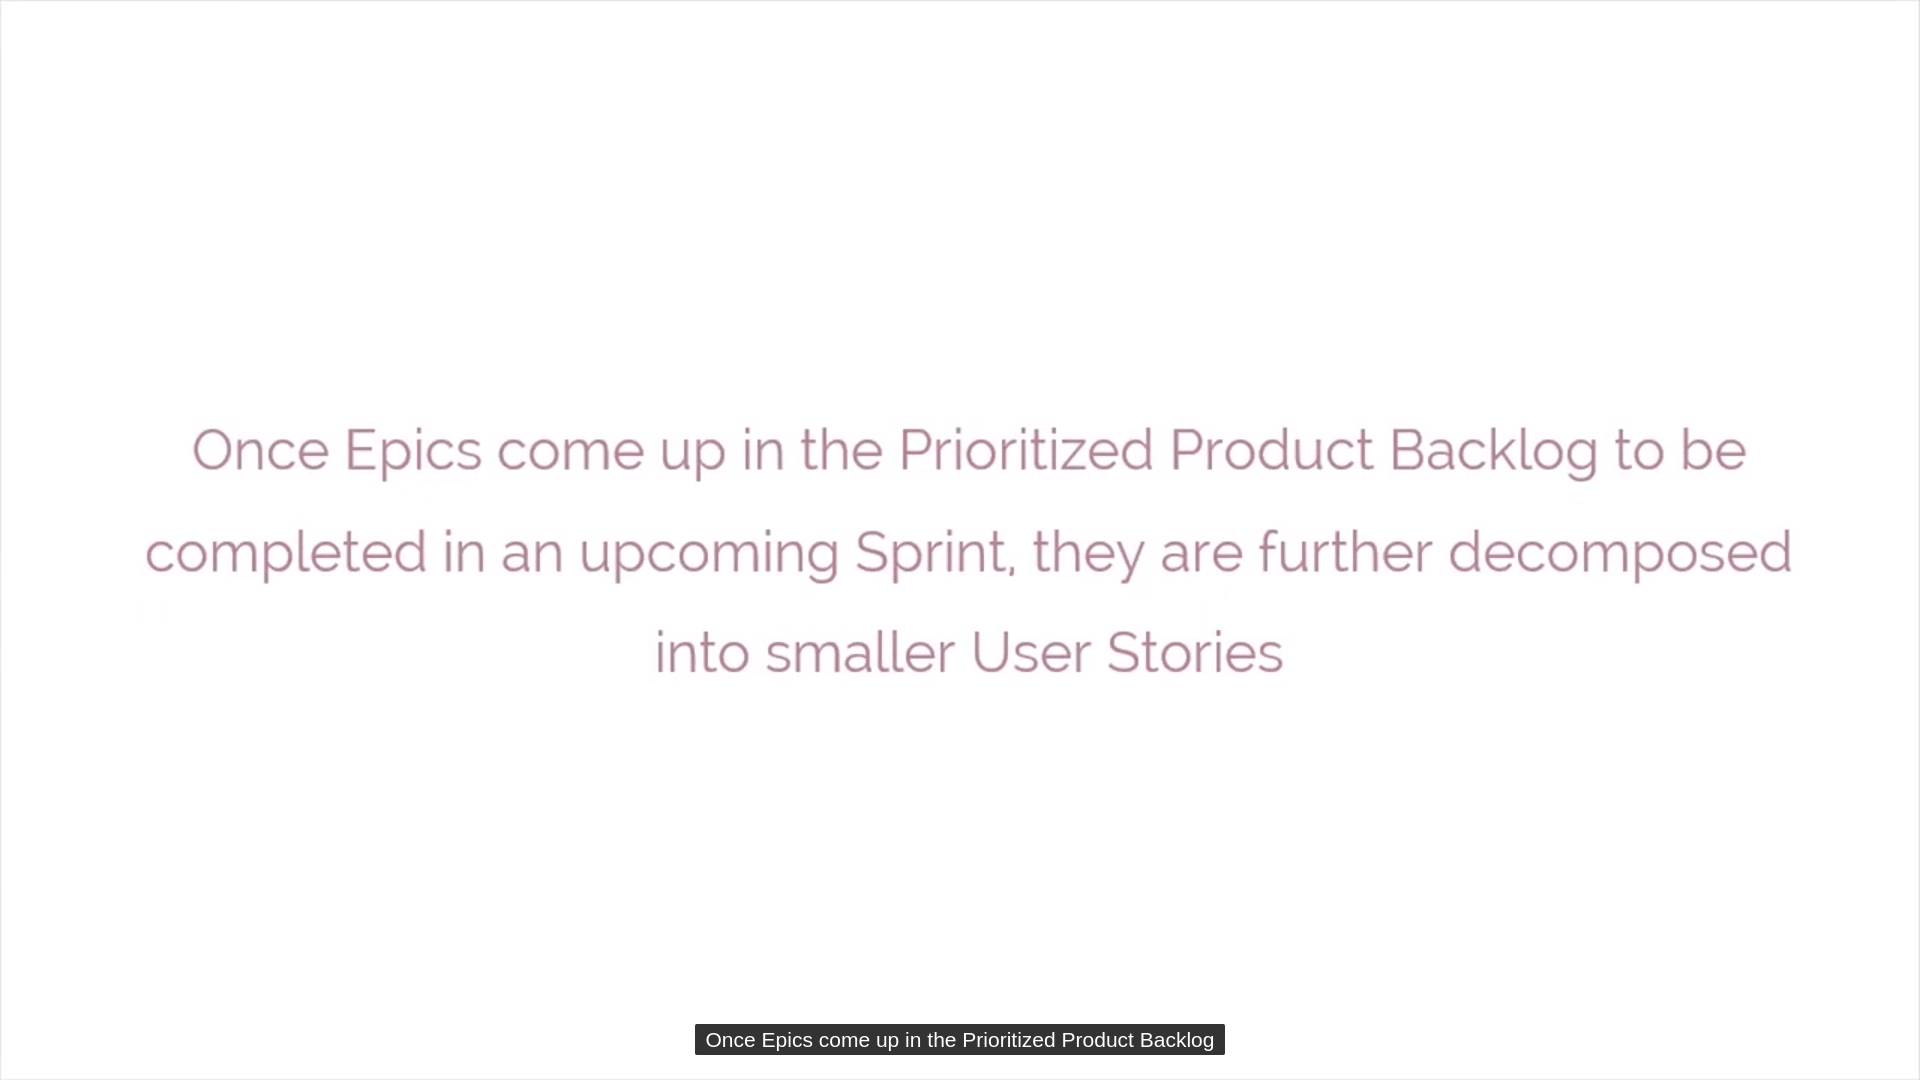 Once Epics come up in the Prioritized Product Backlog to be
completed in an upcoming Sprint, they are further decomposed
into smaller User Stories
Once Epics come up in the Prioritized Product Backlog